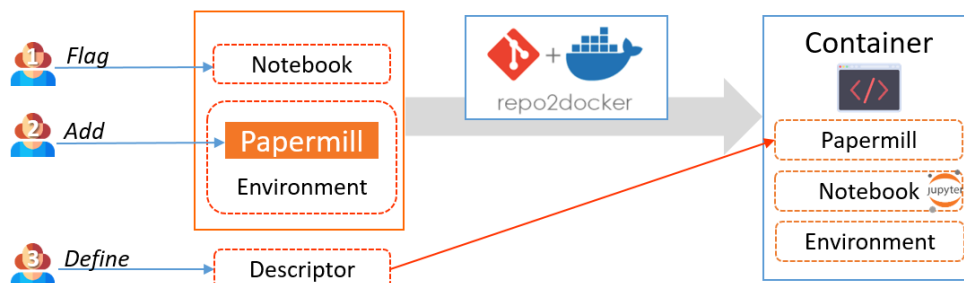 1 Flag
Notebook
2 Add
Papermill
Environment
3 Define
Descriptor
+
repo2docker
Container
</>
Papermill
Notebook
jupyter
Environment